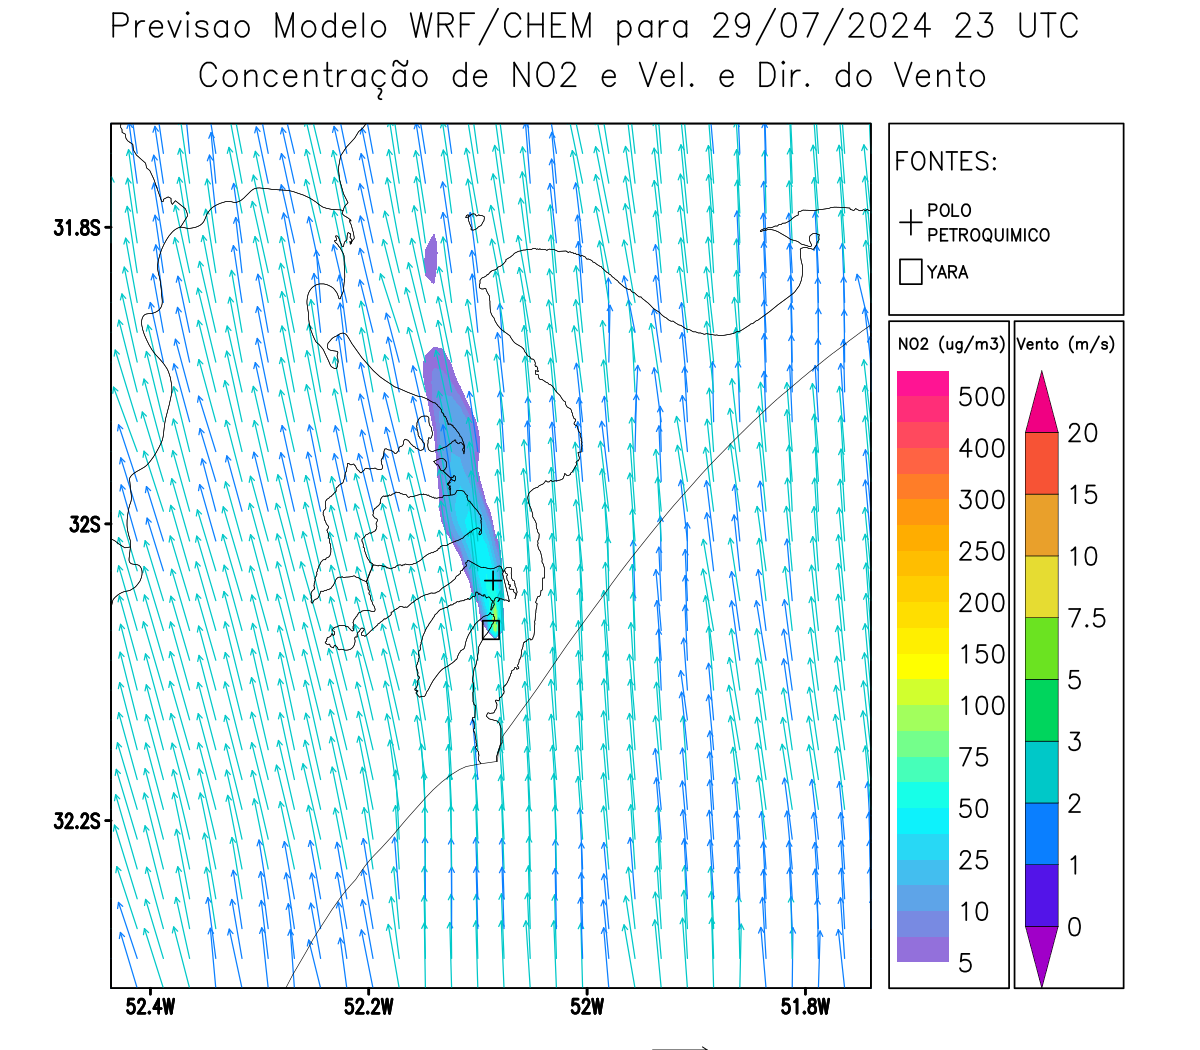 Previsao Modelo WRF/CHEM para 29/07/2024 23 UTC
Concentração de NO2 e Vel. e Dir. do Vento
FONTES:
POLO
PETROQUIMICO
YARA
NO2 (ug/m3)
500
400
300
250
200
150
100
75
50
25
10
5
Vento (m/s)
20
15
10
7.5
5
3
2
1
0
31.8S
32S
32.2S
52.4W 52.2W 52W 51.8W